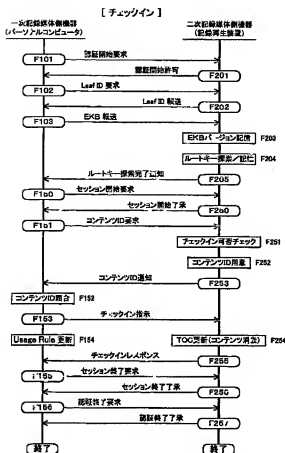 [ チェックイン ]
一次記録媒体側機器
(パーソナルコンピュータ)
二次記録媒体側機器
(記録再生装置)
F101
認証開始要求
認証開始許可
F201
F102
Leaf ID 要求
Leaf ID 転送
F202
F103
EKB 転送
EKBバージョン記憶 F203
ルートキー探索/記憶 F204
ルートキー探索完了通知
F205
F150
セッション開始要求
セッション開始了承
F250
F151
コンテンツID要求
チェックイン可否チェック F251
コンテンツID用意 F252
コンテンツID通知
F253
コンテンツID照合 F152
F153
チェックイン指示
Usage Rule 更新 F154
TOC更新(コンテンツ消去) F254
チェックインレスポンス
F255
F155
セッション終了要求
セッション終了了承
F256
F156
認証終了要求
認証終了了承
F257
終了
終了